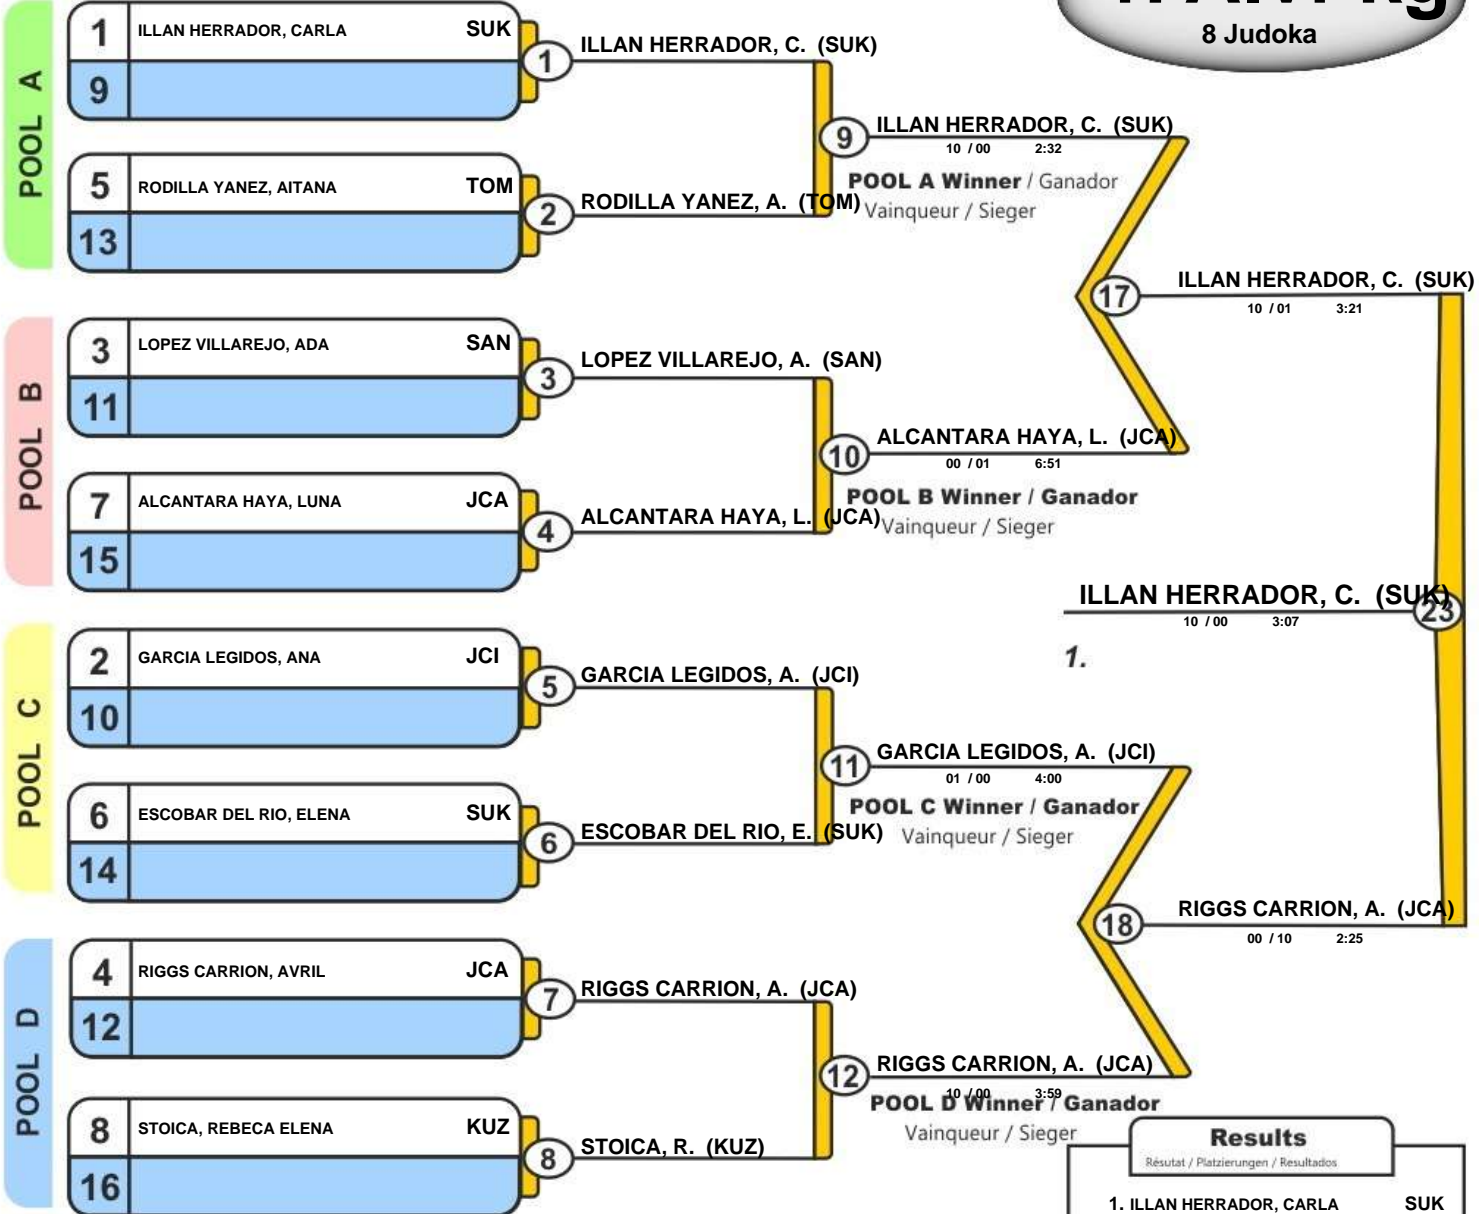 kg
8 Judoka
POOL A
1 ILLAN HERRADOR, CARLA SUK
9
1 ILLAN HERRADOR, C. (SUK)
5 RODILLA YANEZ, AITANA TOM
13
2 RODILLA YANEZ, A. (TOM)
9 ILLAN HERRADOR, C. (SUK)
10 / 00 2:32
POOL A Winner / Ganador
Vainqueur / Sieger
POOL B
3 LOPEZ VILLAREJO, ADA SAN
11
3 LOPEZ VILLAREJO, A. (SAN)
7 ALCANTARA HAYA, LUNA JCA
15
4 ALCANTARA HAYA, L. (JCA)
10 ALCANTARA HAYA, L. (JCA)
00 / 01 6:51
POOL B Winner / Ganador
Vainqueur / Sieger
17 ILLAN HERRADOR, C. (SUK)
10 / 01 3:21
ILLAN HERRADOR, C. (SUK) 23
10 / 00 3:07
1.
POOL C
2 GARCIA LEGIDOS, ANA JCI
10
5 GARCIA LEGIDOS, A. (JCI)
6 ESCOBAR DEL RIO, ELENA SUK
14
6 ESCOBAR DEL RIO, E. (SUK)
11 GARCIA LEGIDOS, A. (JCI)
01 / 00 4:00
POOL C Winner / Ganador
Vainqueur / Sieger
POOL D
4 RIGGS CARRION, AVRIL JCA
12
7 RIGGS CARRION, A. (JCA)
8 STOICA, REBECA ELENA KUZ
16
8 STOICA, R. (KUZ)
12 RIGGS CARRION, A. (JCA)
10 / 00 3:59
POOL D Winner / Ganador
Vainqueur / Sieger
18 RIGGS CARRION, A. (JCA)
00 / 10 2:25
Results
Résutat / Platzierungen / Resultados
1. ILLAN HERRADOR, CARLA SUK